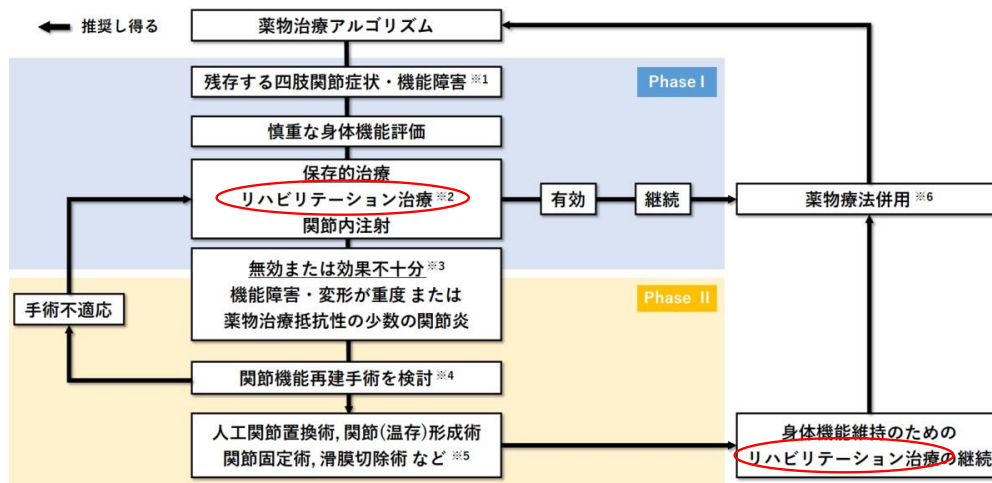 推奨し得る
薬物治療アルゴリズム
残存する四肢関節症状・機能障害※1
Phase I
慎重な身体機能評価
保存的治療
リハビリテーション治療※2
関節内注射
有効
継続
薬物療法併用※6
無効または効果不十分※3
機能障害・変形が重度 または
薬物治療抵抗性の少数の関節炎
Phase II
手術不適応
関節機能再建手術を検討※4
人工関節置換術, 関節(温存)形成術
関節固定術, 滑膜切除術 など※5
身体機能維持のための
リハビリテーション治療の継続